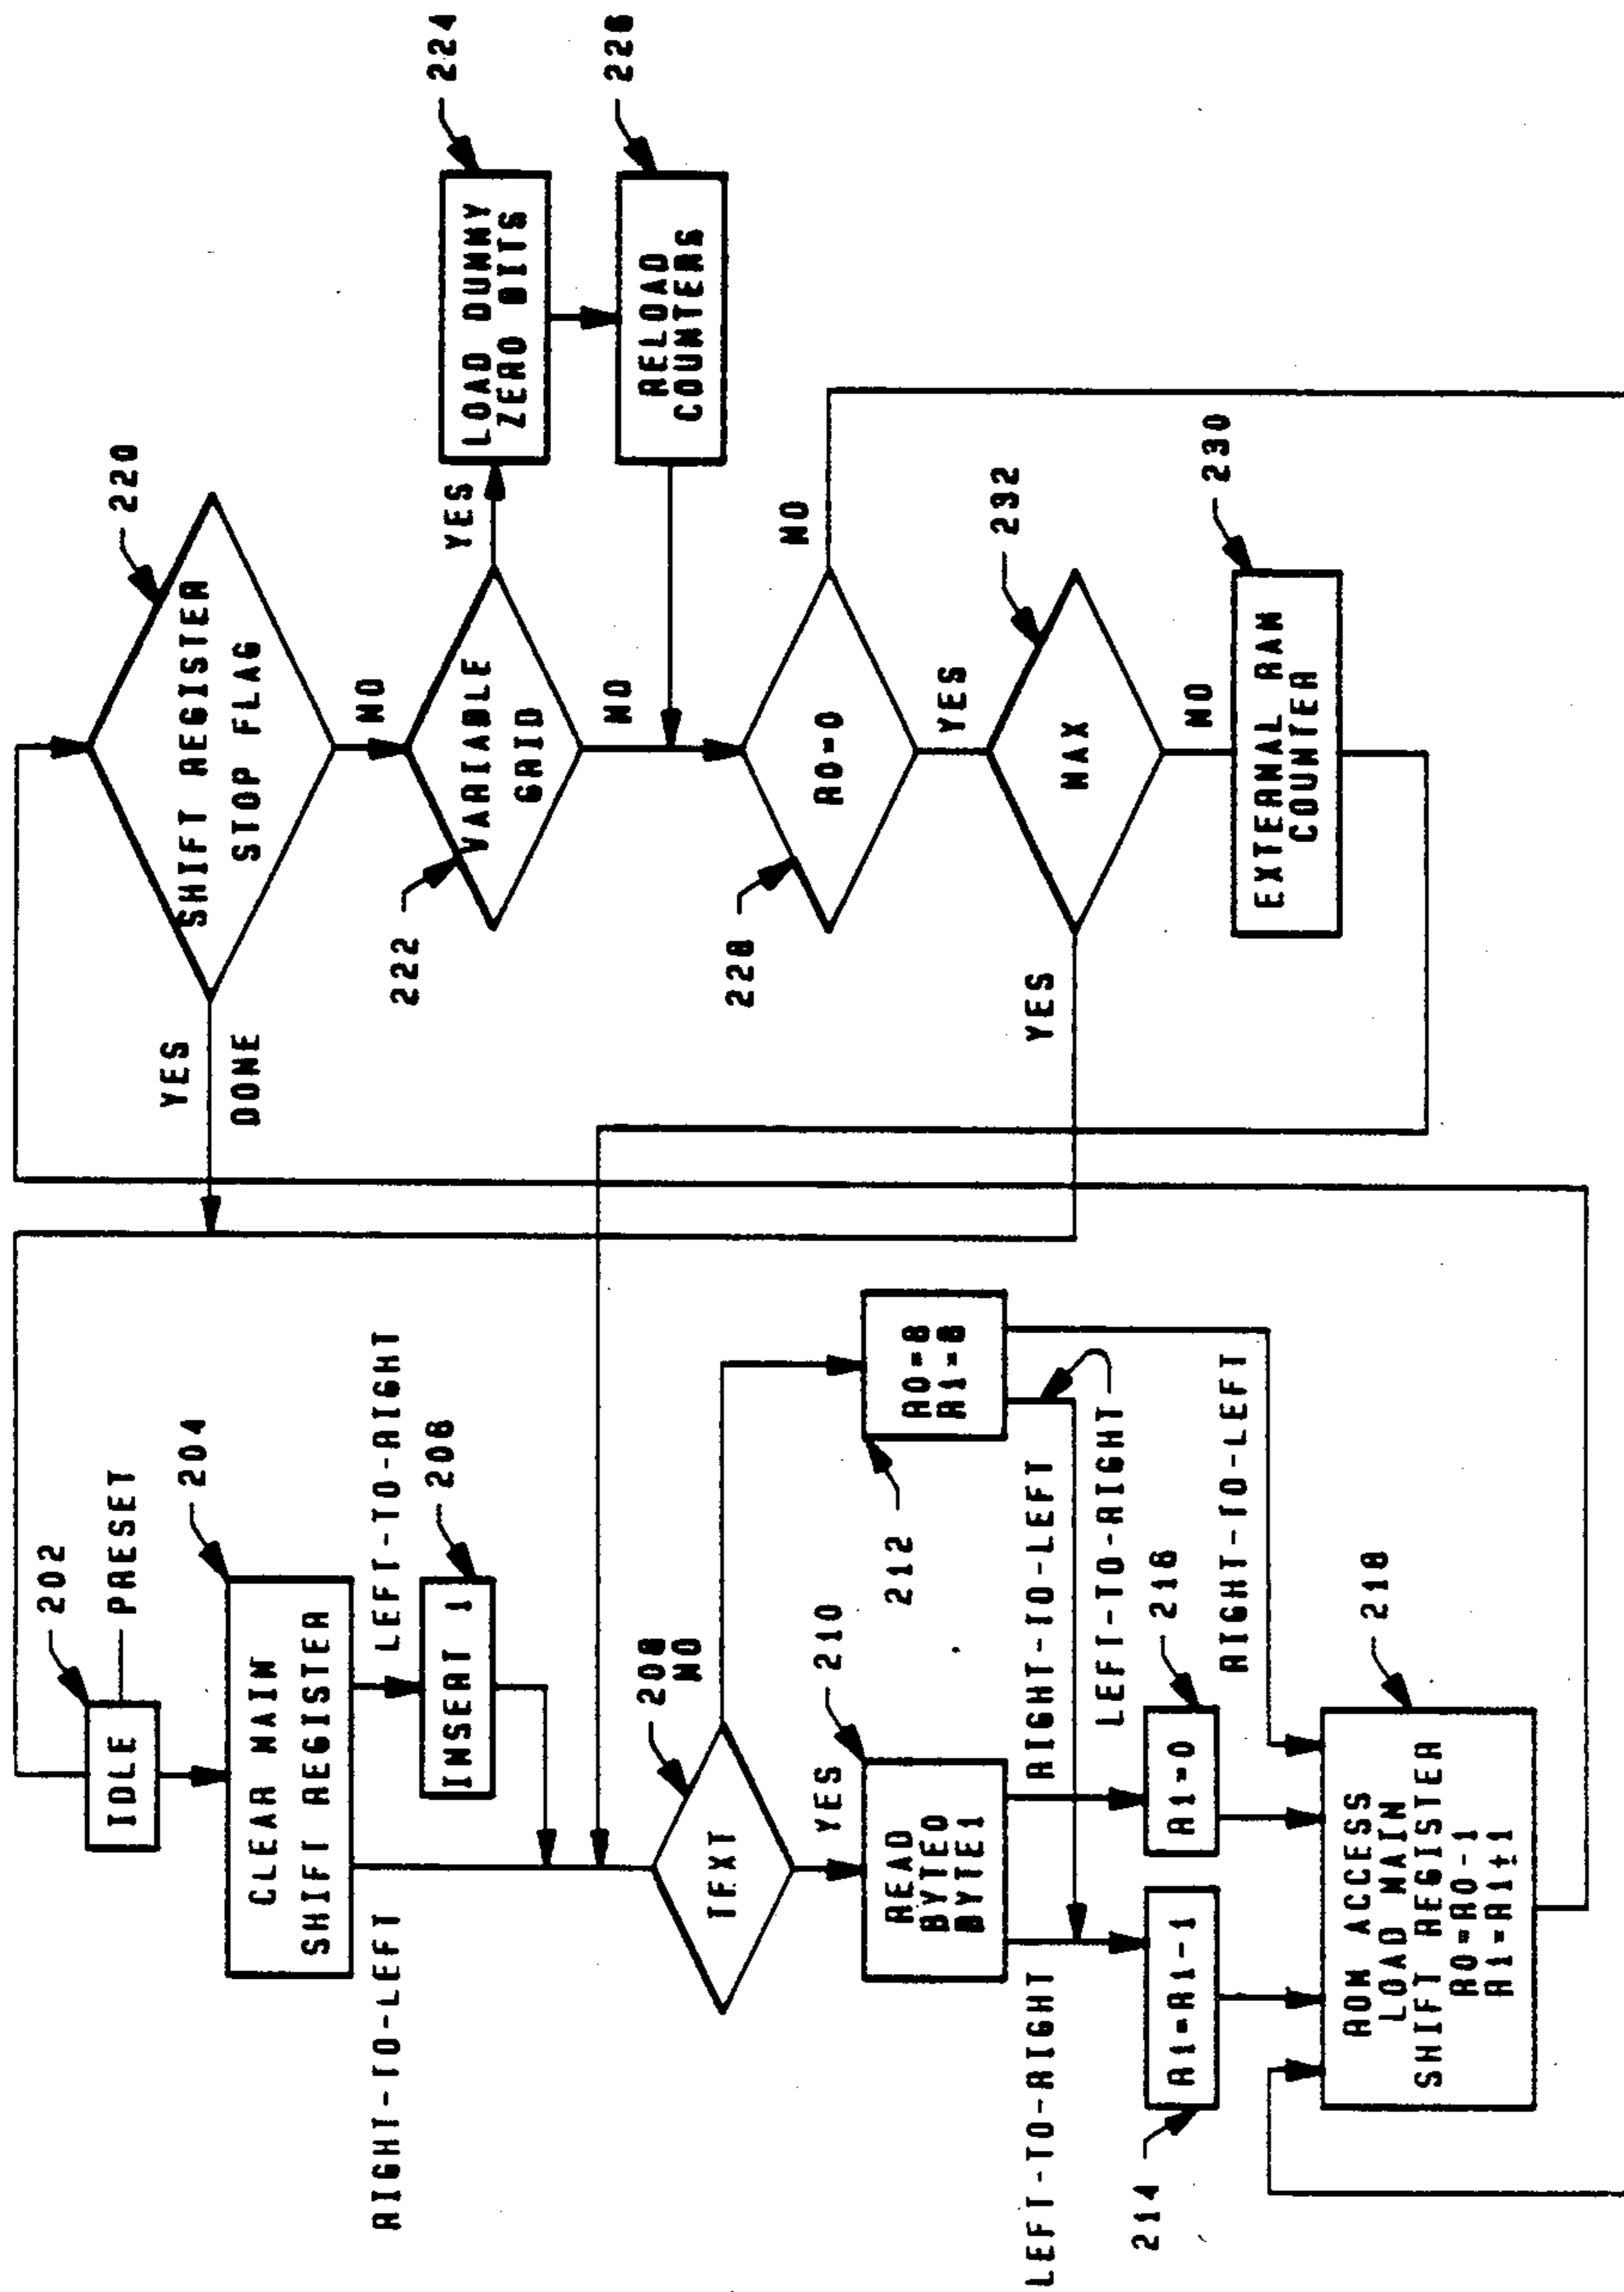 202
IDLE
PRESET
204
CLEAR MAIN
SHIFT REGISTER
RIGHT-TO-LEFT
LEFT-TO-RIGHT
206
INSERT 1
208
NO
TEXT
YES
210
READ
BYTE0
BYTE1
212
R0=8
R1=8
LEFT-TO-RIGHT
RIGHT-TO-LEFT
LEFT-TO-RIGHT
RIGHT-TO-LEFT
214
R1=R1-1
216
R1=0
218
ROM ACCESS
LOAD MAIN
SHIFT REGISTER
R0=R0-1
R1=R1±1
220
SHIFT REGISTER
STOP FLAG
YES
DONE
NO
222
VARIABLE
GRID
YES
NO
224
LOAD DUMMY
ZERO BITS
226
RELOAD
COUNTERS
228
R0=0
NO
YES
232
MAX
YES
NO
230
EXTERNAL RAM
COUNTER